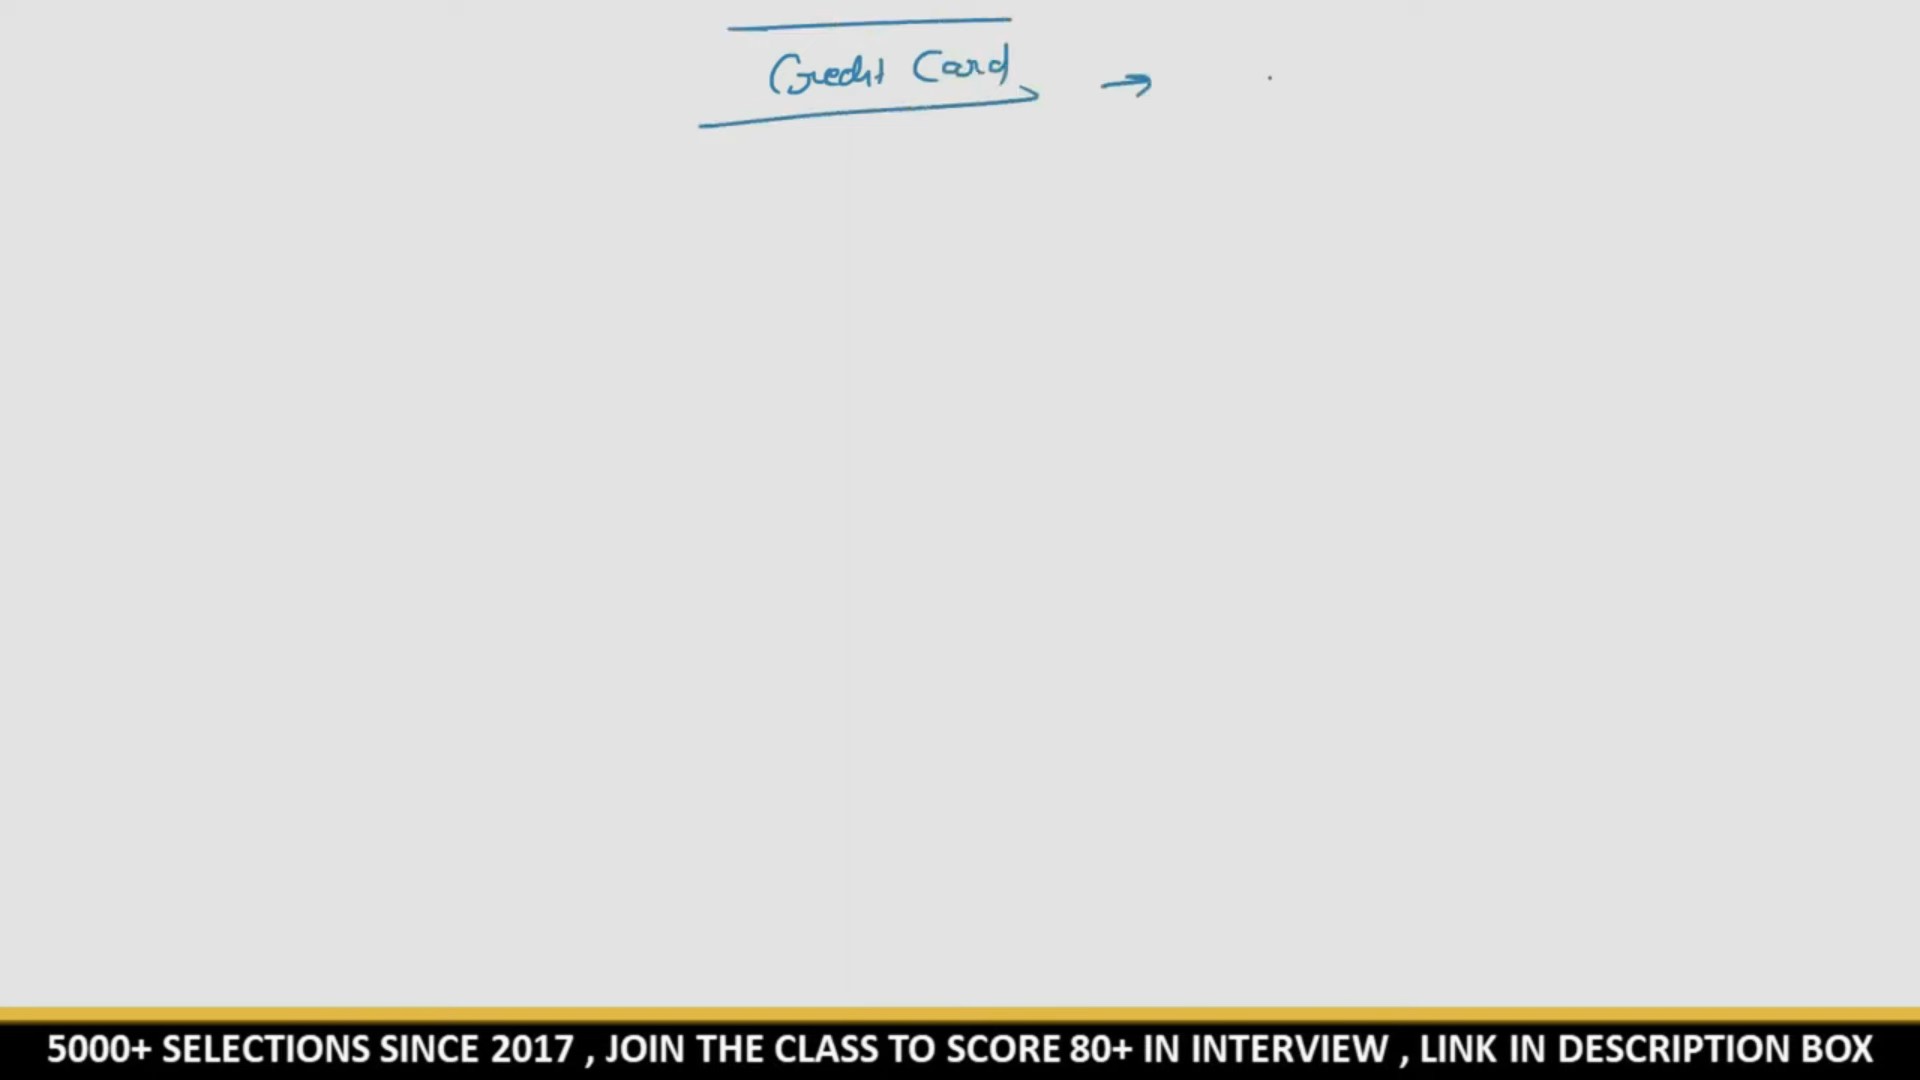 Credit Card →
5000+ SELECTIONS SINCE 2017 , JOIN THE CLASS TO SCORE 80+ IN INTERVIEW , LINK IN DESCRIPTION BOX